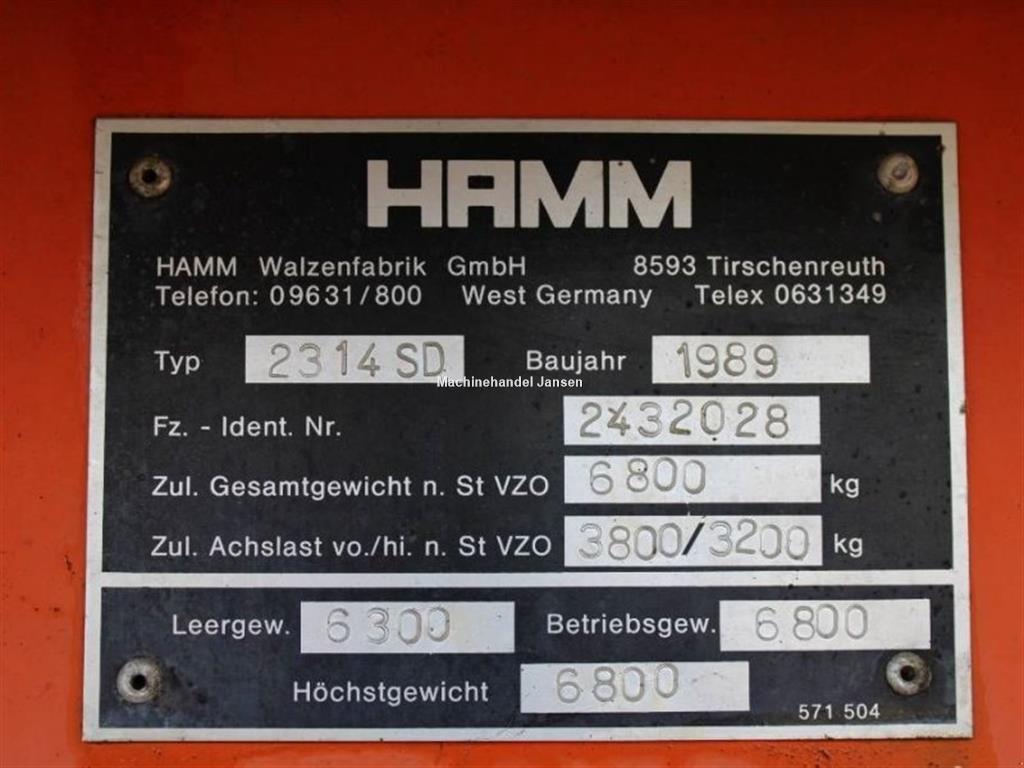 HAMM
HAMM Walzenfabrik GmbH 8593 Tirschenreuth
Telefon: 09631/800 West Germany Telex 0631349
Typ 2314 SD Baujahr 1989
Machinehandel Jansen
Fz. - Ident. Nr. 2432028
Zul. Gesamtgewicht n. St VZO 6800 kg
Zul. Achslast vo./hi. n. St VZO 3800/3200 kg
Leergew. 6300 Betriebsgew. 6800
Höchstgewicht 6800
571 504